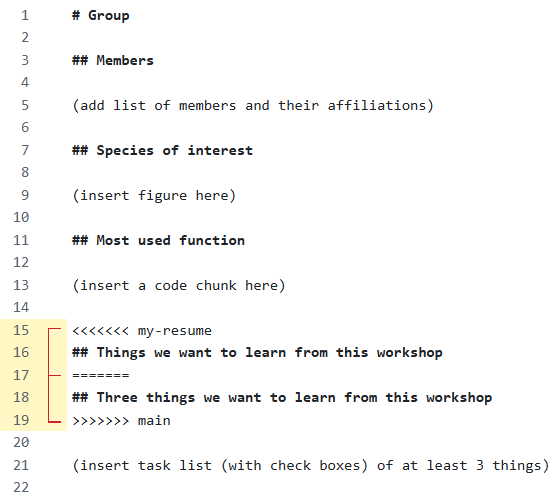 1 # Group
2
3 ## Members
4
5 (add list of members and their affiliations)
6
7 ## Species of interest
8
9 (insert figure here)
10
11 ## Most used function
12
13 (insert a code chunk here)
14
15 <<<<<<< my-resume
16 ## Things we want to learn from this workshop
17 =======
18 ## Three things we want to learn from this workshop
19 >>>>>>> main
20
21 (insert task list (with check boxes) of at least 3 things)
22